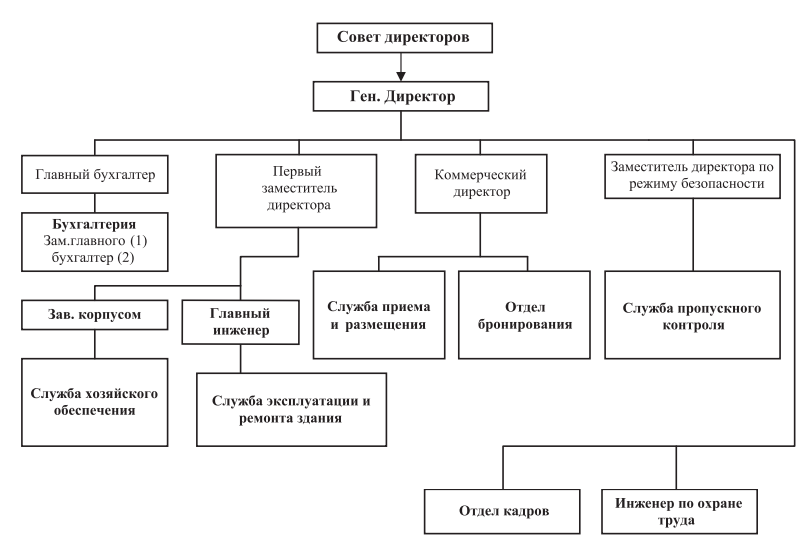 Совет директоров
Ген. Директор
Главный бухгалтер
Первый
заместитель
директора
Коммерческий
директор
Заместитель директора по
режиму безопасности
Бухгалтерия
Зам.главного (1)
бухгалтер (2)
Зав. корпусом
Главный
инженер
Служба приема
и размещения
Отдел
бронирования
Служба пропускного
контроля
Служба хозяйского
обеспечения
Служба эксплуатации и
ремонта здания
Отдел кадров
Инженер по охране
труда